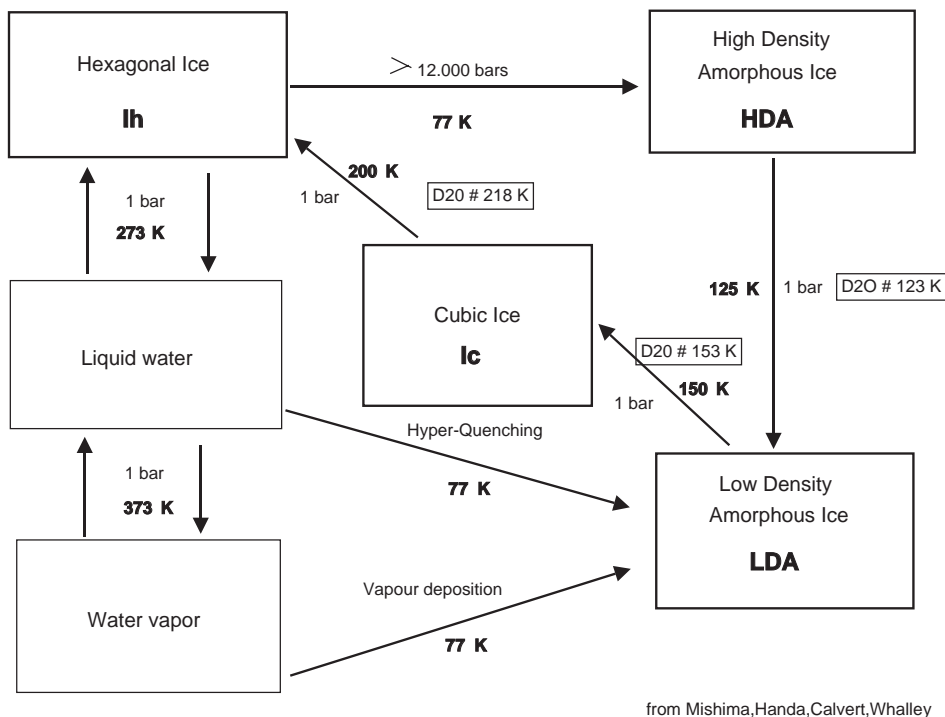 Hexagonal Ice
Ih
> 12.000 bars
77 K
High Density
Amorphous Ice
HDA
1 bar
273 K
200 K
1 bar
D20 # 218 K
Cubic Ice
Ic
125 K
1 bar
D2O # 123 K
D20 # 153 K
150 K
1 bar
Liquid water
Hyper-Quenching
77 K
1 bar
373 K
Low Density
Amorphous Ice
LDA
Water vapor
Vapour deposition
77 K
from Mishima,Handa,Calvert,Whalley